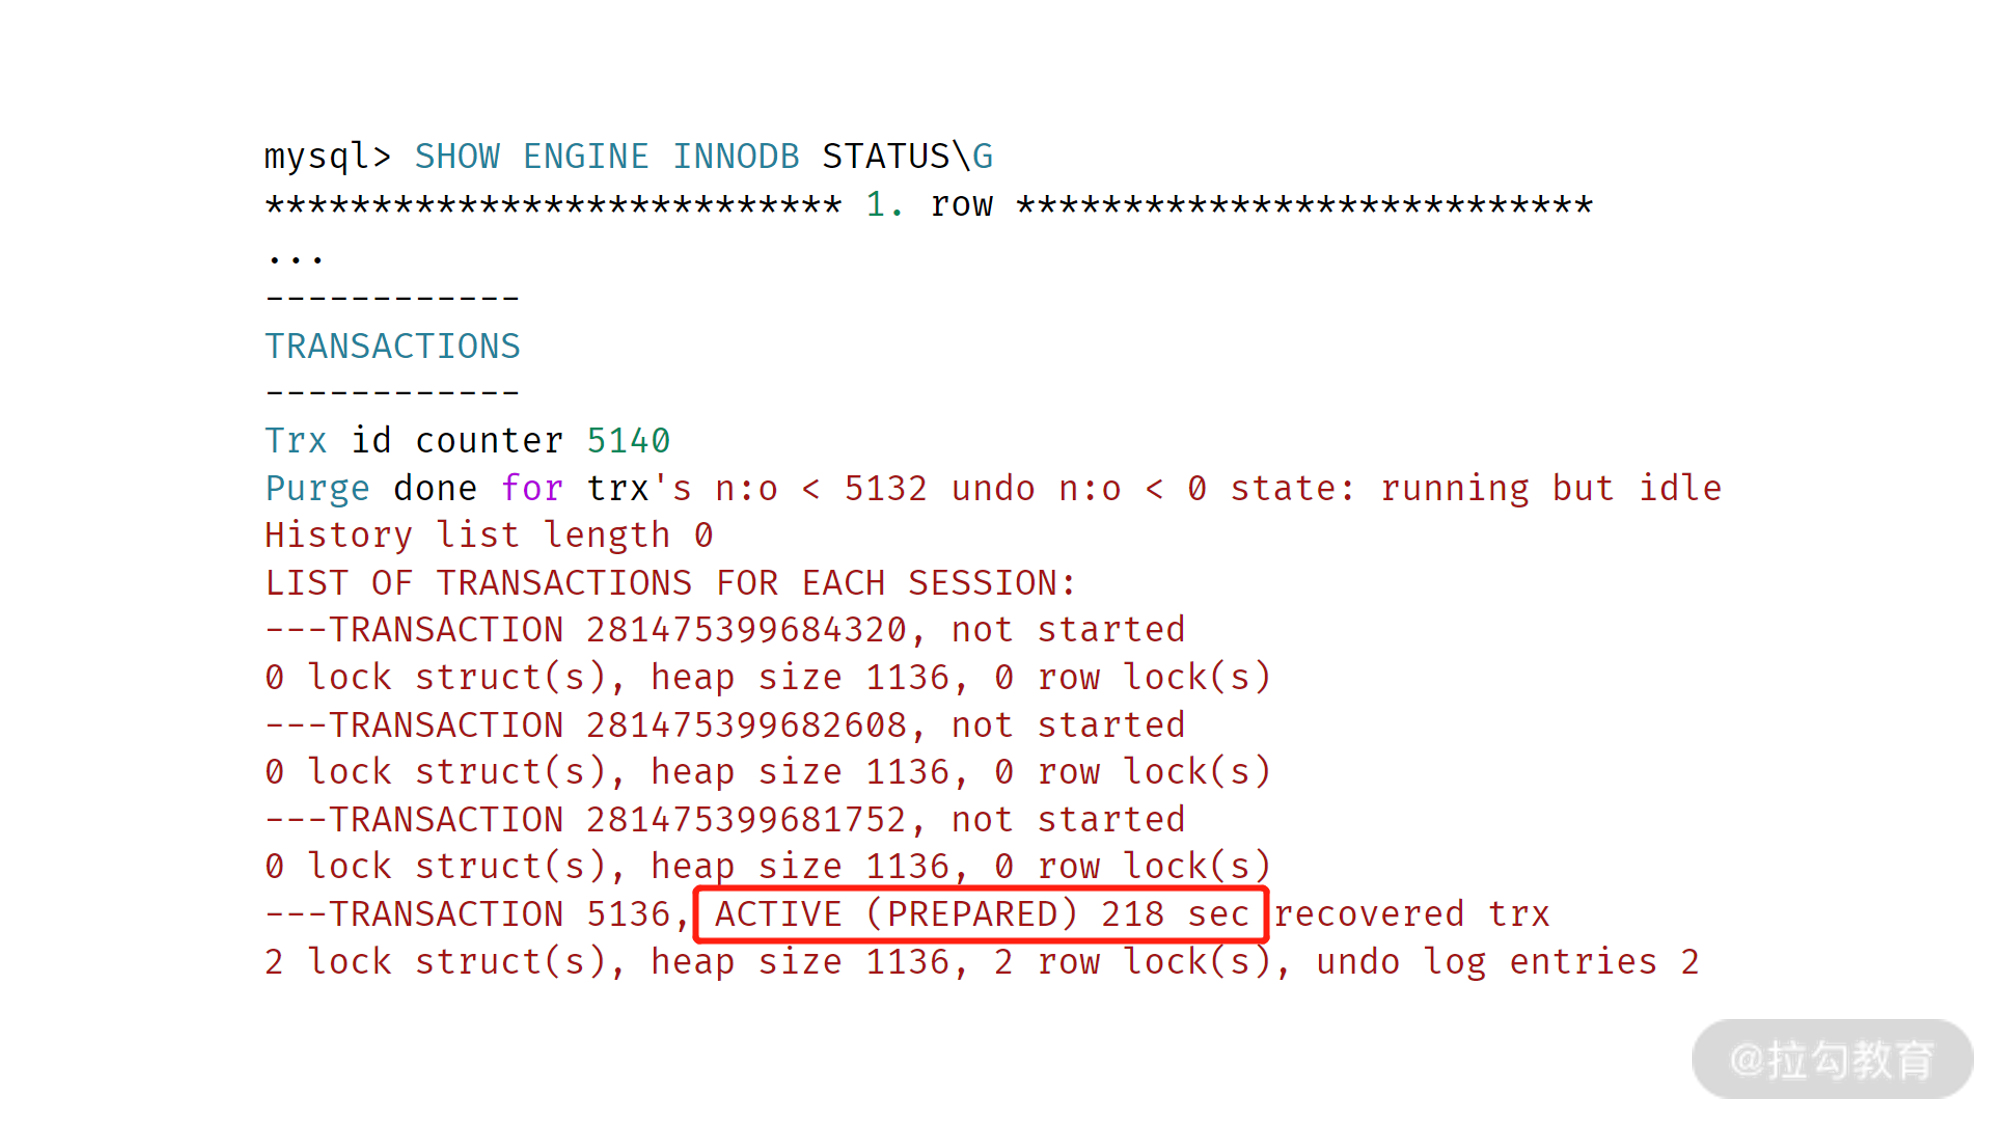 mysql> SHOW ENGINE INNODB STATUS\G
*************************** 1. row ***************************
...
------------
TRANSACTIONS
------------
Trx id counter 5140
Purge done for trx's n:o < 5132 undo n:o < 0 state: running but idle
History list length 0
LIST OF TRANSACTIONS FOR EACH SESSION:
---TRANSACTION 281475399684320, not started
0 lock struct(s), heap size 1136, 0 row lock(s)
---TRANSACTION 281475399682608, not started
0 lock struct(s), heap size 1136, 0 row lock(s)
---TRANSACTION 281475399681752, not started
0 lock struct(s), heap size 1136, 0 row lock(s)
---TRANSACTION 5136, ACTIVE (PREPARED) 218 sec recovered trx
2 lock struct(s), heap size 1136, 2 row lock(s), undo log entries 2
@拉勾教育